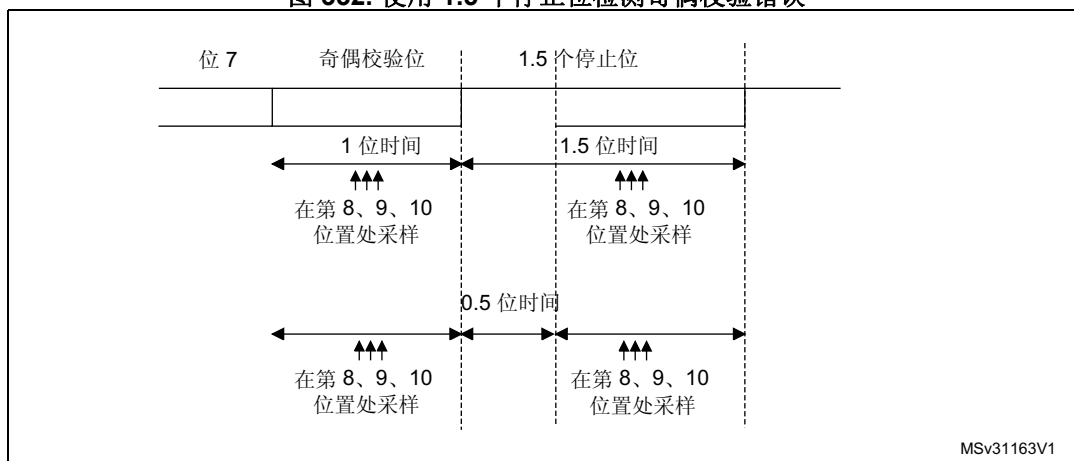 位 7 奇偶校验位 1.5 个停止位
1 位时间 1.5 位时间
在第 8、9、10 在第 8、9、10
位置处采样 位置处采样
0.5 位时间
在第 8、9、10 在第 8、9、10
位置处采样 位置处采样
MSv31163V1